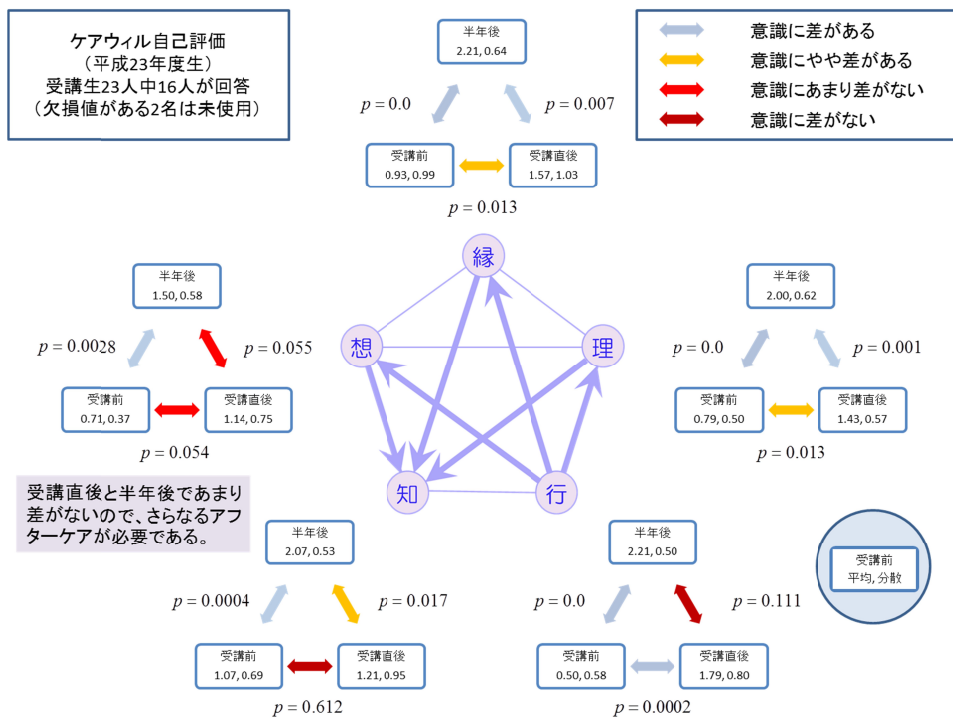 ケアウィル自己評価
(平成23年度生)
受講生23人中16人が回答
(欠損値がある2名は未使用)
半年後
2.21, 0.64
p = 0.0
p = 0.007
受講前
0.93, 0.99
受講直後
1.57, 1.03
p = 0.013
意識に差がある
意識にやや差がある
意識にあまり差がない
意識に差がない
半年後
1.50, 0.58
p = 0.0028
p = 0.055
受講前
0.71, 0.37
受講直後
1.14, 0.75
p = 0.054
縁
想
理
知
行
半年後
2.00, 0.62
p = 0.0
p = 0.001
受講前
0.79, 0.50
受講直後
1.43, 0.57
p = 0.013
受講直後と半年後であまり
差がないので、さらなるアフ
ターケアが必要である。
半年後
2.07, 0.53
p = 0.0004
p = 0.017
受講前
1.07, 0.69
受講直後
1.21, 0.95
p = 0.612
半年後
2.21, 0.50
p = 0.0
p = 0.111
受講前
0.50, 0.58
受講直後
1.79, 0.80
p = 0.0002
受講前
平均, 分散